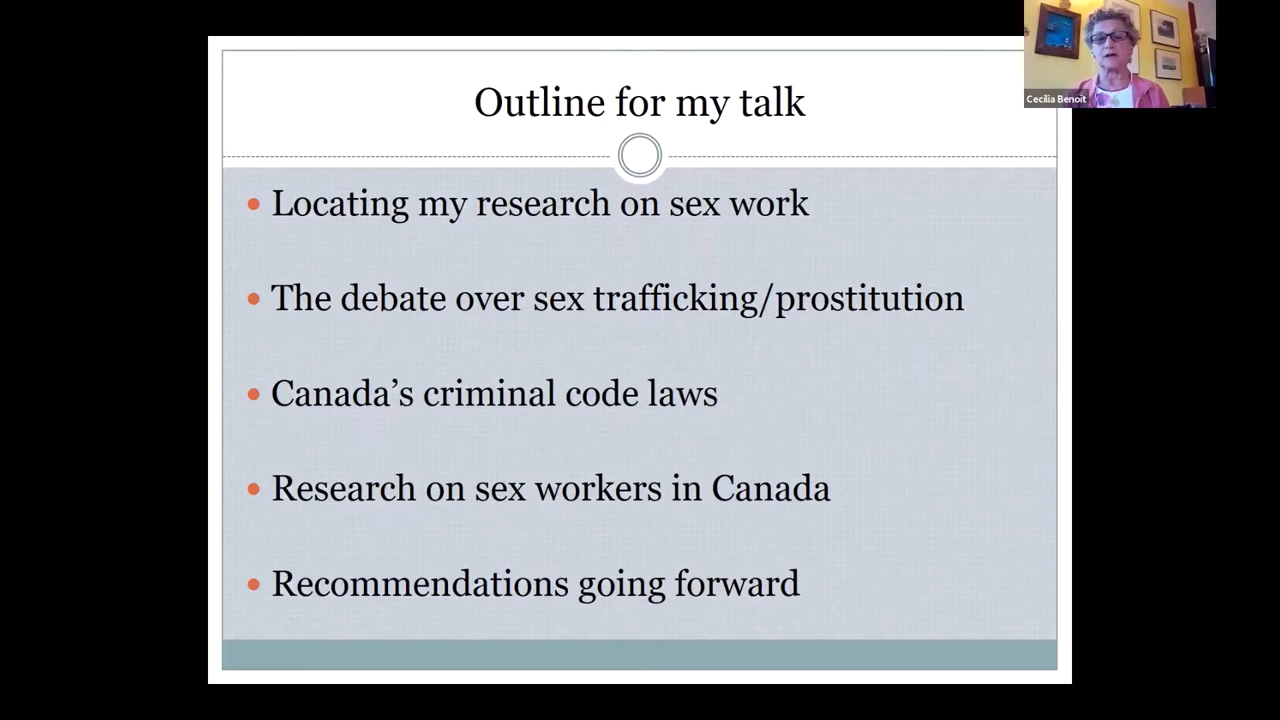 Outline for my talk
Cecilia Benoit
Locating my research on sex work
The debate over sex trafficking/prostitution
Canada’s criminal code laws
Research on sex workers in Canada
Recommendations going forward